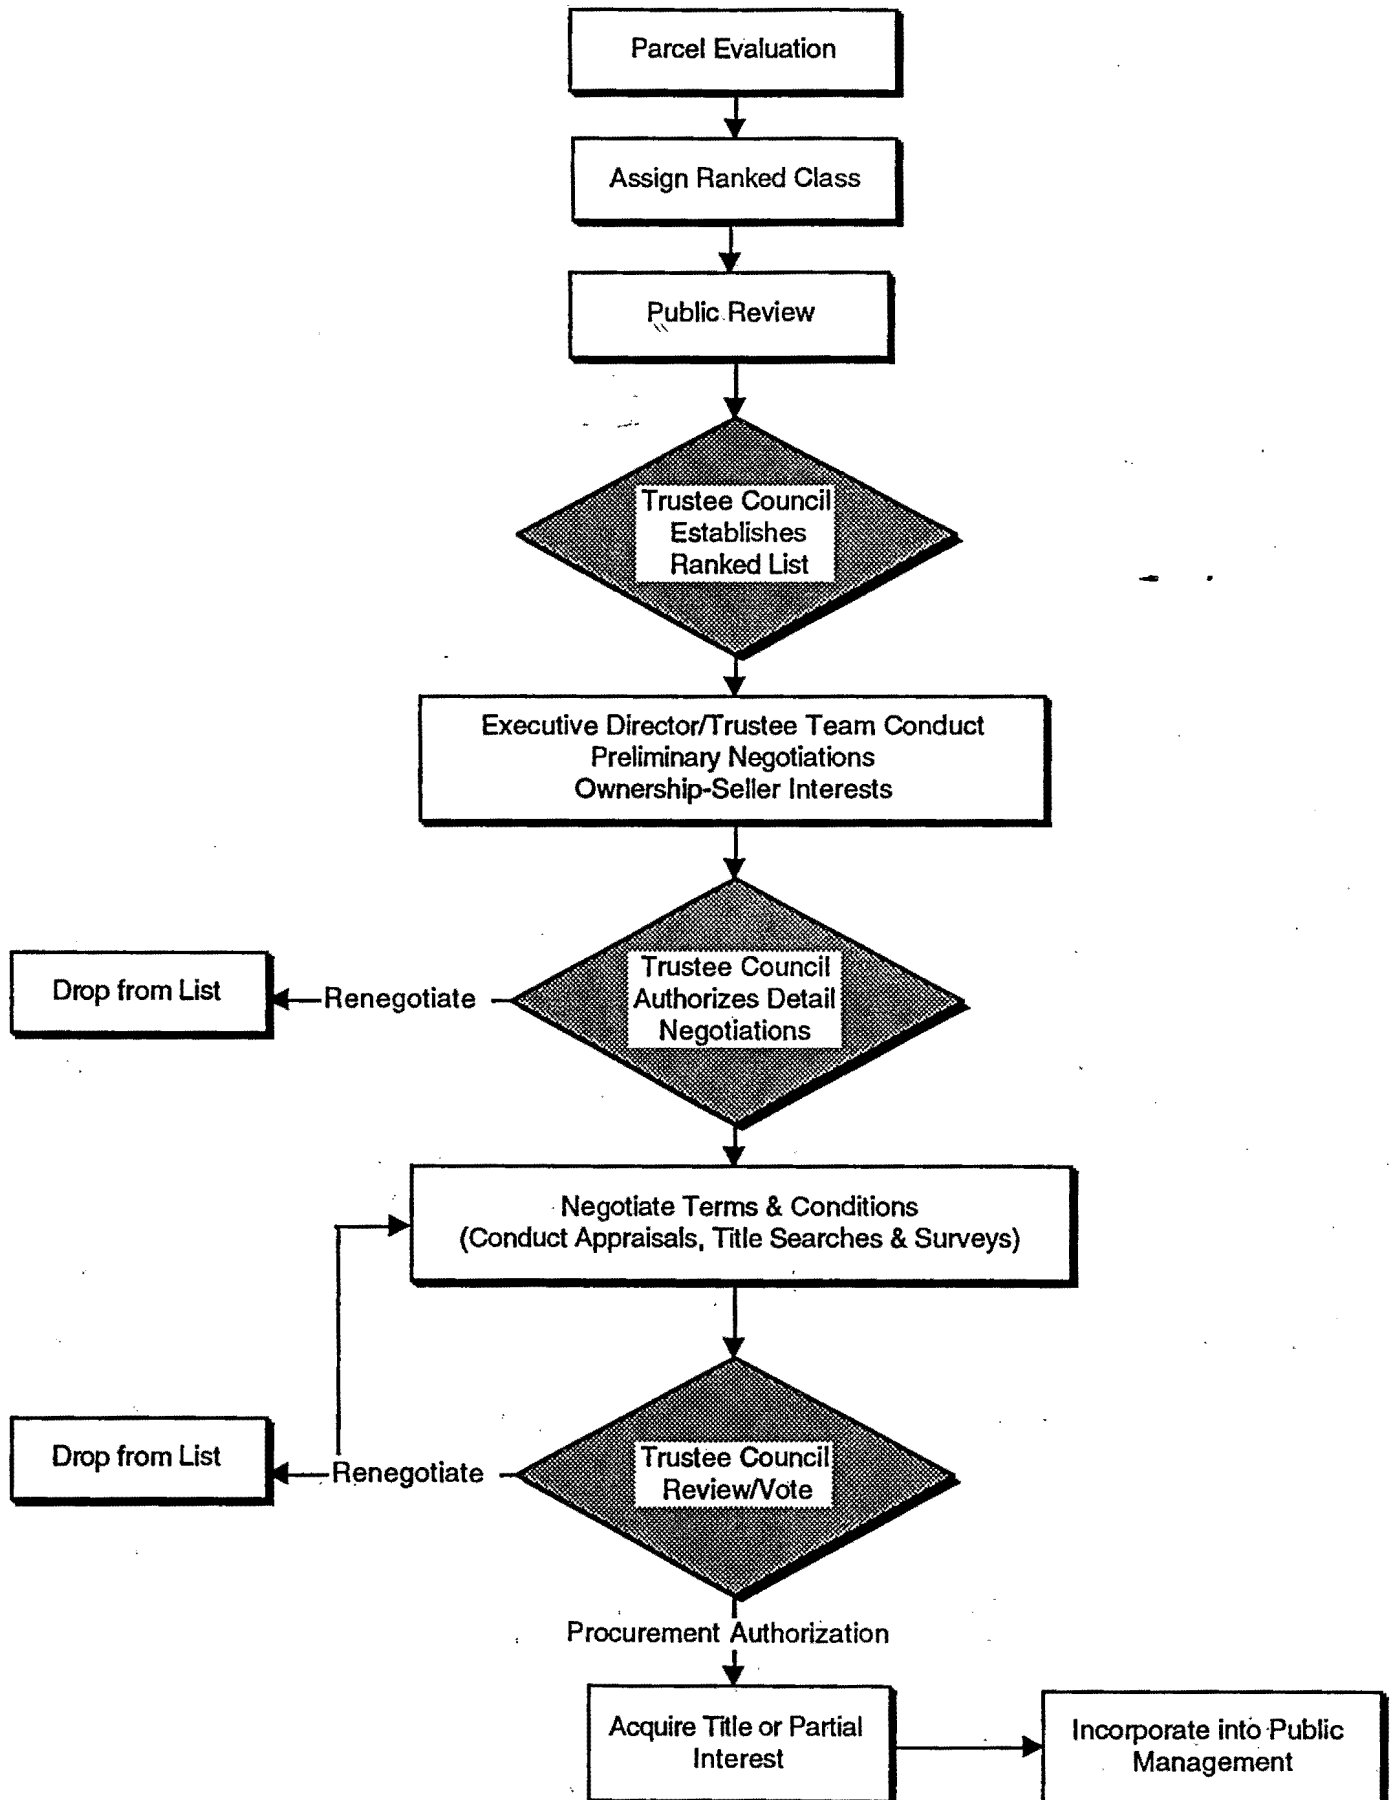 Parcel Evaluation
Assign Ranked Class
Public Review
Trustee Council
Establishes
Ranked List
Executive Director/Trustee Team Conduct
Preliminary Negotiations
Ownership-Seller Interests
Trustee Council
Authorizes Detail
Negotiations
Renegotiate
Drop from List
Negotiate Terms & Conditions
(Conduct Appraisals, Title Searches & Surveys)
Trustee Council
Review/Vote
Renegotiate
Drop from List
Procurement Authorization
Acquire Title or Partial
Interest
Incorporate into Public
Management